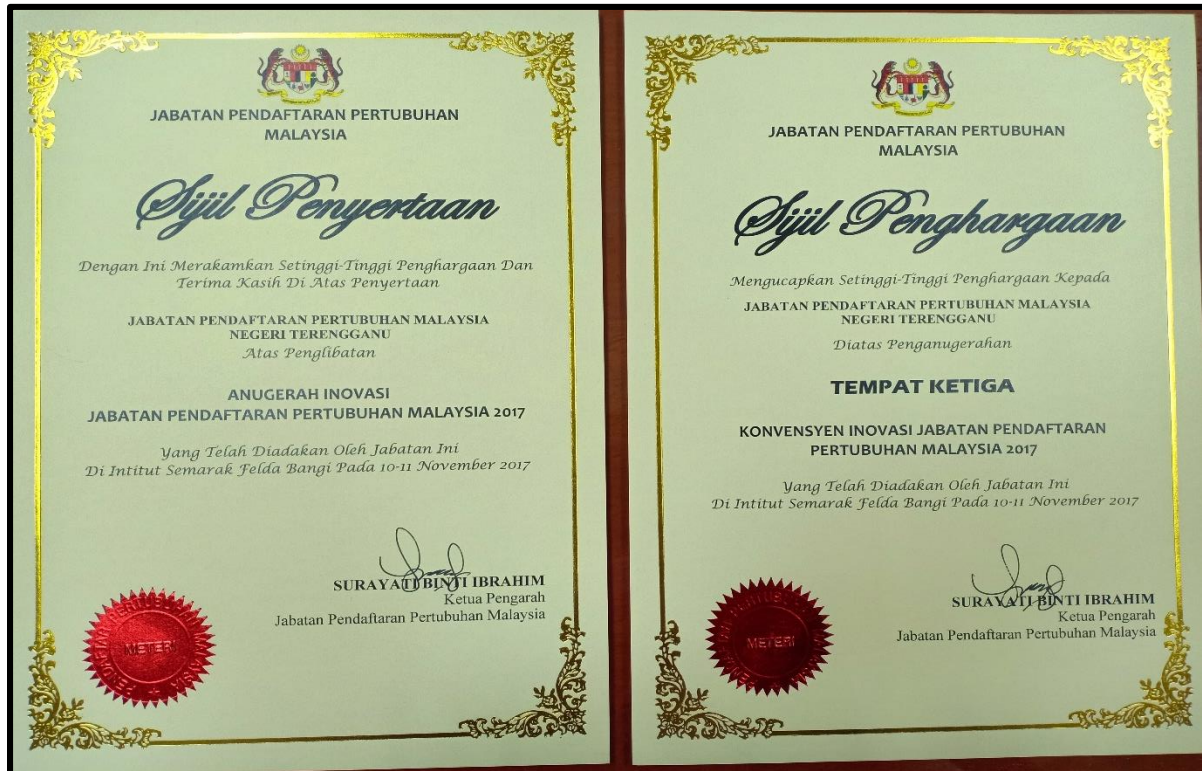 JABATAN PENDAFTARAN PERTUBUHAN
MALAYSIA
Sijil Penyertaan
Dengan Ini Merakamkan Setinggi-Tinggi Penghargaan Dan
Terima Kasih Di Atas Penyertaan
JABATAN PENDAFTARAN PERTUBUHAN MALAYSIA
NEGERI TERENGGANU
Atas Penglibatan
ANUGERAH INOVASI
JABATAN PENDAFTARAN PERTUBUHAN MALAYSIA 2017
Yang Telah Diadakan Oleh Jabatan Ini
Di Intitut Semarak Felda Bangi Pada 10-11 November 2017
SURAYATI BINTI IBRAHIM
Ketua Pengarah
Jabatan Pendaftaran Pertubuhan Malaysia
METERI
JABATAN PENDAFTARAN PERTUBUHAN
MALAYSIA
Sijil Penghargaan
Mengucapkan Setinggi-Tinggi Penghargaan Kepada
JABATAN PENDAFTARAN PERTUBUHAN MALAYSIA
NEGERI TERENGGANU
Diatas Penganugerahan
TEMPAT KETIGA
KONVENSYEN INOVASI JABATAN PENDAFTARAN
PERTUBUHAN MALAYSIA 2017
Yang Telah Diadakan Oleh Jabatan Ini
Di Intitut Semarak Felda Bangi Pada 10-11 November 2017
SURAYATI BINTI IBRAHIM
Ketua Pengarah
Jabatan Pendaftaran Pertubuhan Malaysia
METERI